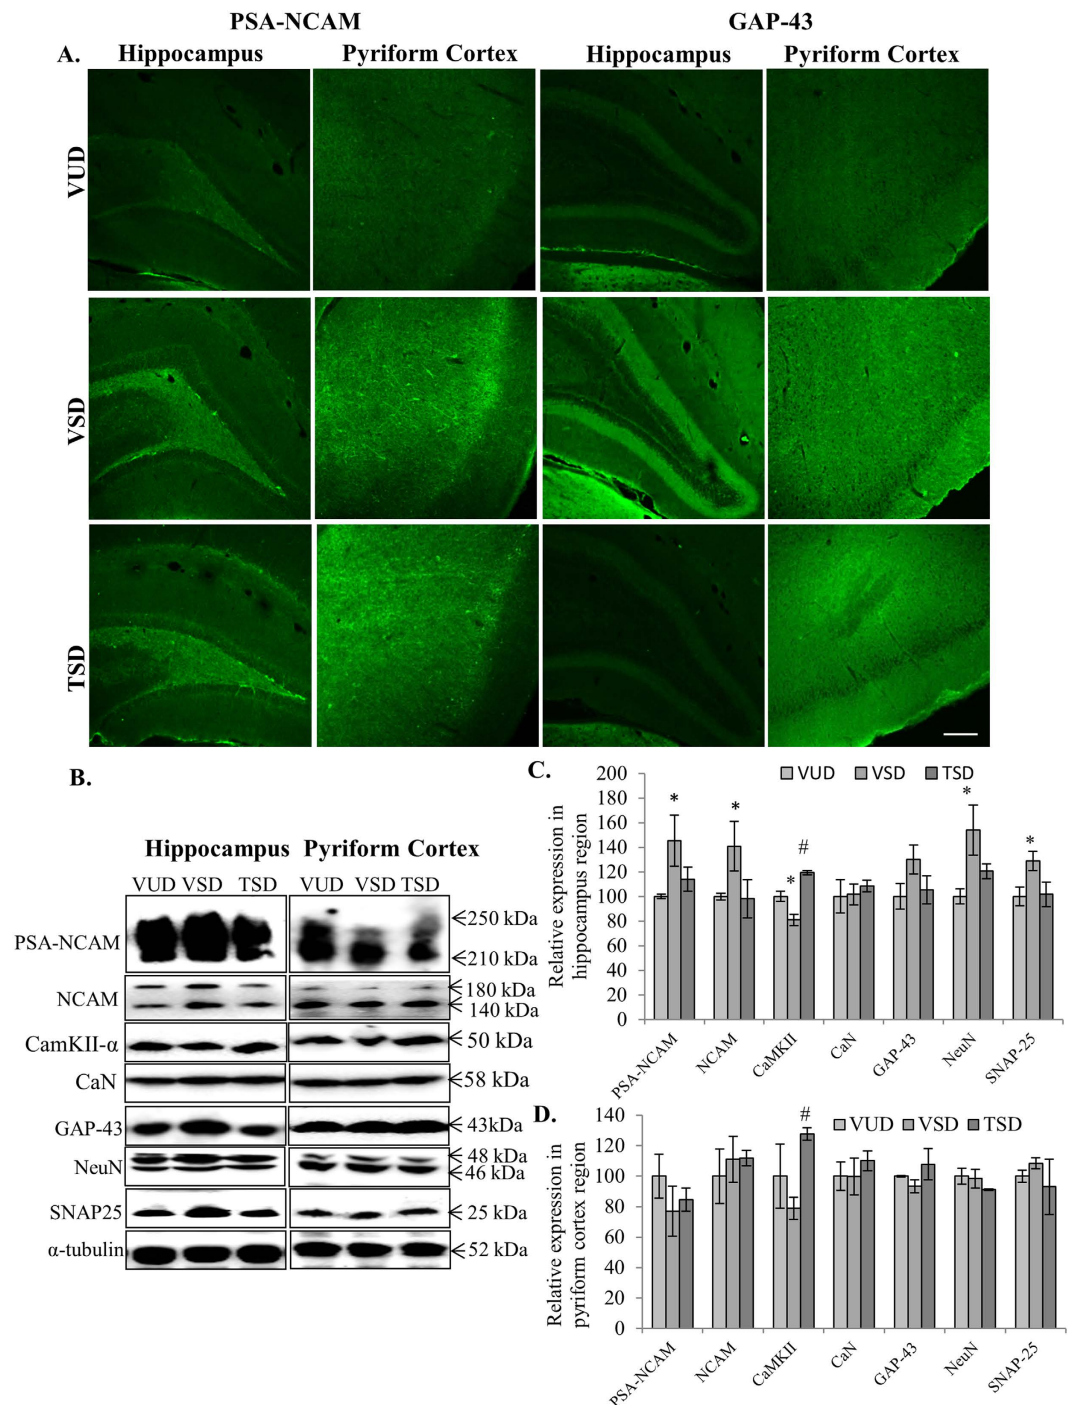 PSA-NCAM GAP-43
A. Hippocampus Pyriform Cortex Hippocampus Pyriform Cortex
VUD
VSD
TSD
B.
Hippocampus Pyriform Cortex
VUD VSD TSD VUD VSD TSD
PSA-NCAM
250 kDa
210 kDa
NCAM
180 kDa
140 kDa
CamKII-α 50 kDa
CaN 58 kDa
GAP-43 43kDa
NeuN
48 kDa
46 kDa
SNAP25 25 kDa
α-tubulin 52 kDa
C.
VUD VSD TSD
Relative expression in
hippocampus region
200
180
160
140
120
100
80
60
40
20
0
* * * # * *
PSA-NCAM NCAM CaMKII CaN GAP-43 NeuN SNAP-25
D.
VUD VSD TSD
Relative expression in
pyriform cortex region
140
120
100
80
60
40
20
0
#
PSA-NCAM NCAM CaMKII CaN GAP-43 NeuN SNAP-25